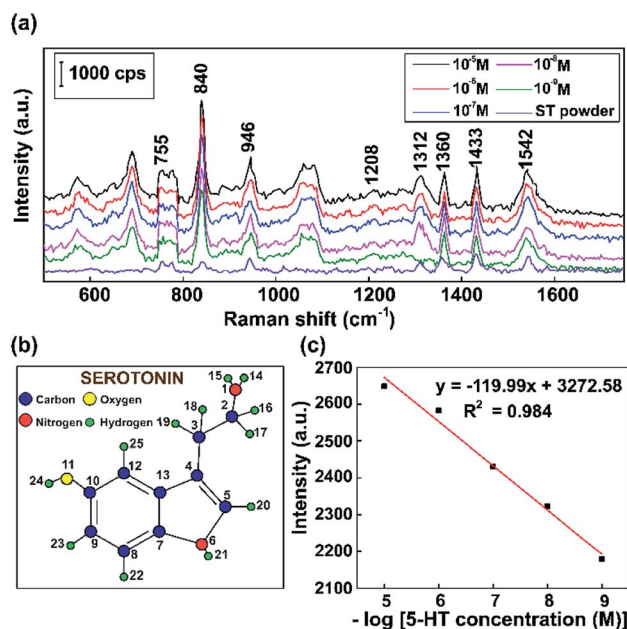 (a)
1000 cps
10⁻⁵M
10⁻⁸M
10⁻⁶M
10⁻⁹M
10⁻⁷M
ST powder
755
840
946
1208
1312
1360
1433
1542
Intensity (a.u.)
600 800 1000 1200 1400 1600
Raman shift (cm⁻¹)
(b)
SEROTONIN
Carbon Oxygen
Nitrogen Hydrogen
15 14
1
18 2 16
19 3 17
25
11 4
24 10 12 13 5 20
23 9 7 6
8 21
22
(c)
2700
2600
2500
2400
2300
2200
2100
Intensity (a.u.)
y = -119.99x + 3272.58
R² = 0.984
5 6 7 8 9
- log [5-HT concentration (M)]